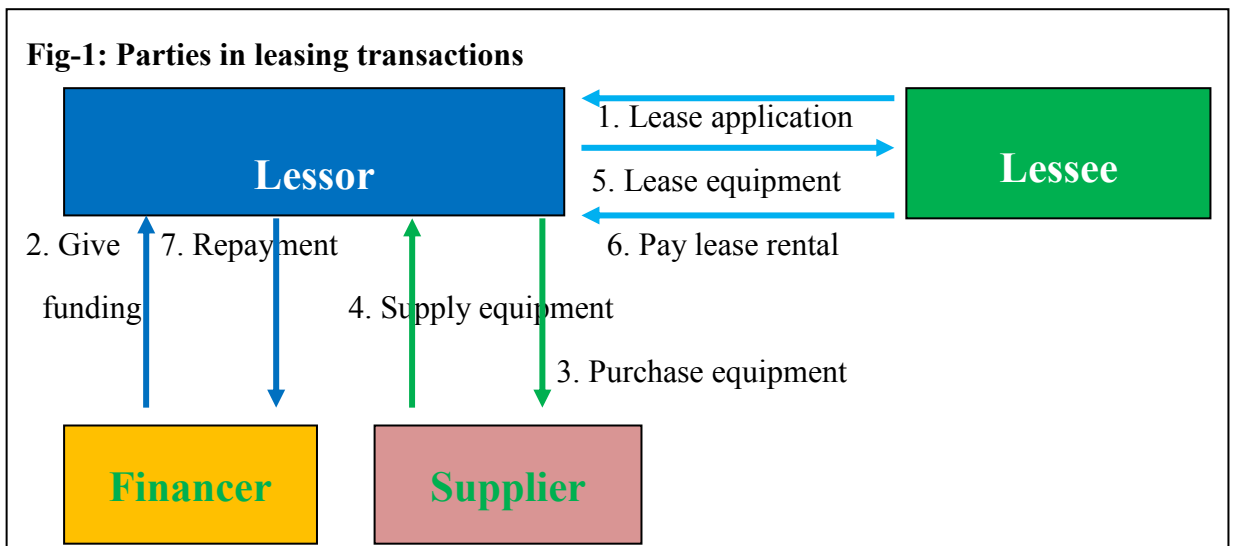 Fig-1: Parties in leasing transactions
1. Lease application
Lessor
Lessee
5. Lease equipment
2. Give
7. Repayment
6. Pay lease rental
funding
4. Supply equipment
3. Purchase equipment
Financer
Supplier